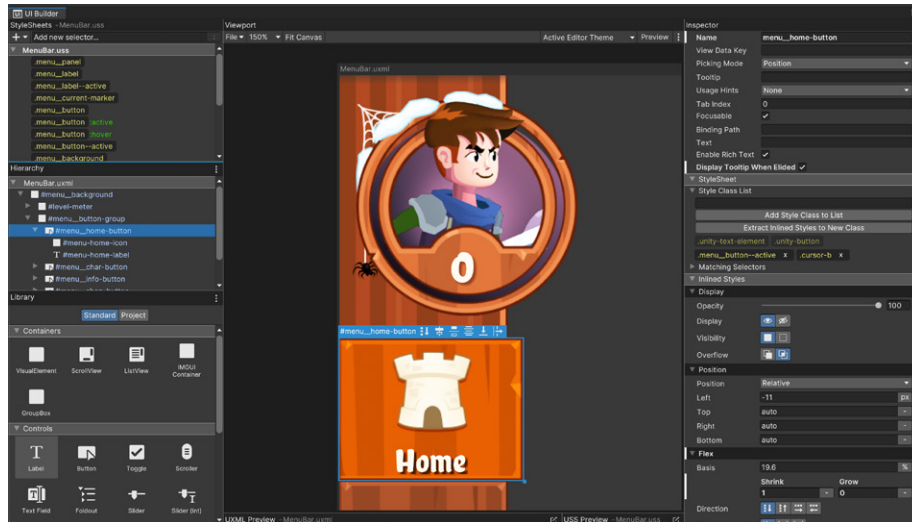 UI Builder
StyleSheets - MenuBar.uss
+ Add new selector...
MenuBar.uss
.menu__panel
.menu__label
.menu__label--active
.menu__current-marker
.menu__button
.menu__button :active
.menu__button :hover
.menu__button--active
.menu__background
Hierarchy
MenuBar.uxml
#menu__background
#level-meter
#menu__button-group
#menu__home-button
#menu-home-icon
#menu-home-label
#menu__char-button
#menu__info-button
Library
Standard Project
Containers
VisualElement ScrollView ListView IMGUI Container
GroupBox
Controls
Label Button Toggle Scroller
Text Field Foldout Slider Slider (Int)
Viewport
File 150% Fit Canvas Active Editor Theme Preview
MenuBar.uxml
0
#menu__home-button
Home
UXML Preview - MenuBar.uxml USS Preview - MenuBar.uss
Inspector
Name menu__home-button
View Data Key
Picking Mode Position
Tooltip
Usage Hints None
Tab Index 0
Focusable
Binding Path
Text
Enable Rich Text
Display Tooltip When Elided
StyleSheet
Style Class List
Add Style Class to List
Extract Inlined Styles to New Class
.unity-text-element .unity-button
.menu__button--active x .cursor-b x
Matching Selectors
Inlined Styles
Display
Opacity 100
Display
Visibility
Overflow
Position
Position Relative
Left -11 px
Top auto -
Right auto -
Bottom auto -
Flex
Basis 19.6 %
Shrink Grow
1 - 0 -
Direction